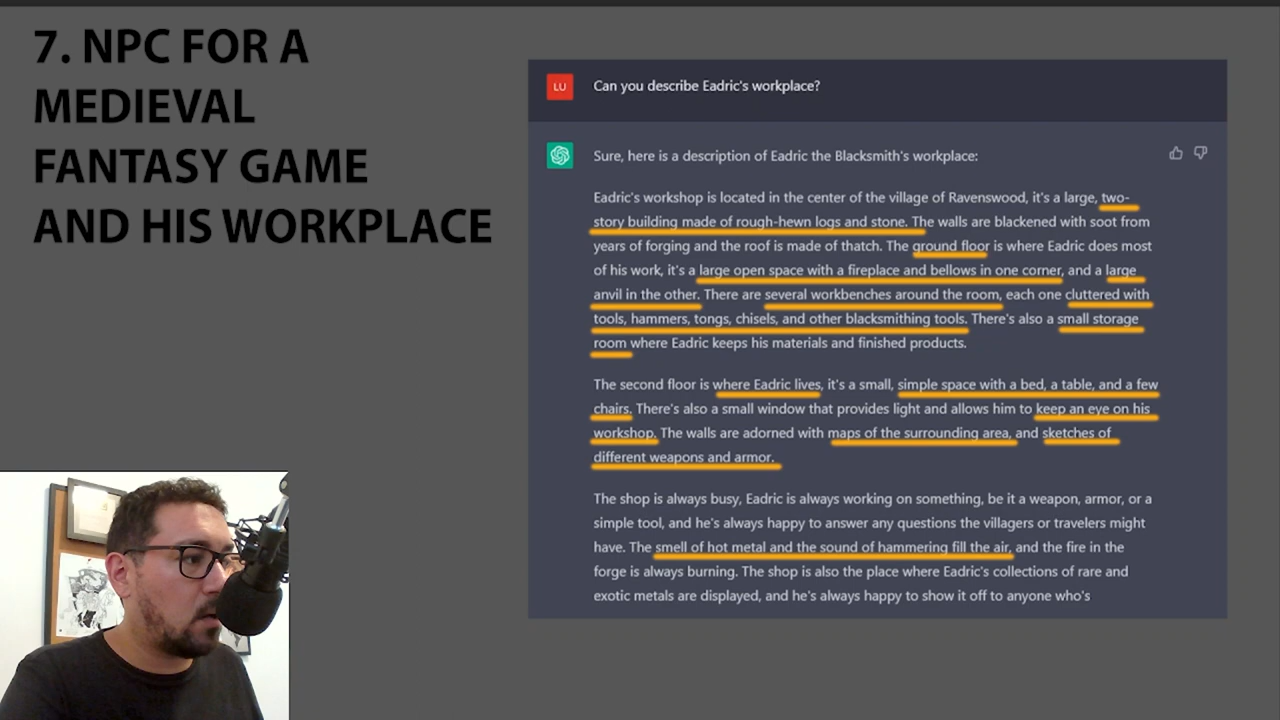 7. NPC FOR A
MEDIEVAL
FANTASY GAME
AND HIS WORKPLACE
LU
Can you describe Eadric's workplace?
Sure, here is a description of Eadric the Blacksmith's workplace:
Eadric's workshop is located in the center of the village of Ravenswood, it's a large, two-
story building made of rough-hewn logs and stone. The walls are blackened with soot from
years of forging and the roof is made of thatch. The ground floor is where Eadric does most
of his work, it's a large open space with a fireplace and bellows in one corner, and a large
anvil in the other. There are several workbenches around the room, each one cluttered with
tools, hammers, tongs, chisels, and other blacksmithing tools. There's also a small storage
room where Eadric keeps his materials and finished products.
The second floor is where Eadric lives, it's a small, simple space with a bed, a table, and a few
chairs. There's also a small window that provides light and allows him to keep an eye on his
workshop. The walls are adorned with maps of the surrounding area, and sketches of
different weapons and armor.
The shop is always busy, Eadric is always working on something, be it a weapon, armor, or a
simple tool, and he's always happy to answer any questions the villagers or travelers might
have. The smell of hot metal and the sound of hammering fill the air, and the fire in the
forge is always burning. The shop is also the place where Eadric's collections of rare and
exotic metals are displayed, and he's always happy to show it off to anyone who's